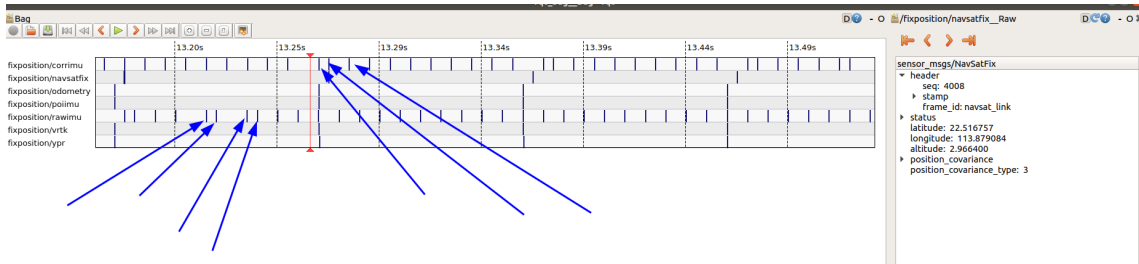 Bag
D - O
/fixposition/navsatfix__Raw
D C - O
13.20s 13.25s 13.29s 13.34s 13.39s 13.44s 13.49s
fixposition/corrimu
fixposition/navsatfix
fixposition/odometry
fixposition/poiimu
fixposition/rawimu
fixposition/vrtk
fixposition/ypr
sensor_msgs/NavSatFix
header
seq: 4008
stamp
frame_id: navsat_link
status
latitude: 22.516757
longitude: 113.879084
altitude: 2.966400
position_covariance
position_covariance_type: 3